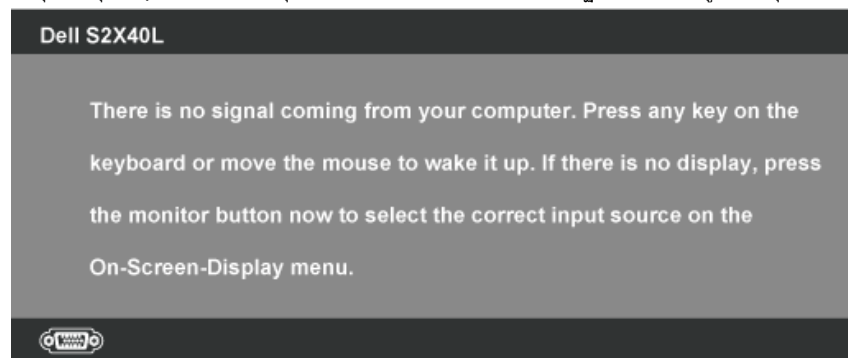 Dell S2X40L
There is no signal coming from your computer. Press any key on the
keyboard or move the mouse to wake it up. If there is no display, press
the monitor button now to select the correct input source on the
On-Screen-Display menu.